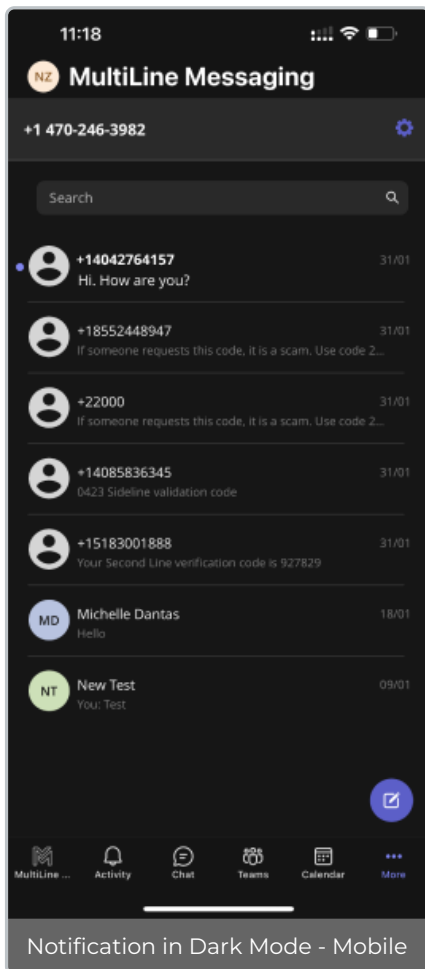 11:18
NZ MultiLine Messaging
+1 470-246-3982
Search
+14042764157 31/01
Hi. How are you?
+18552448947 31/01
If someone requests this code, it is a scam. Use code 2...
+22000 31/01
If someone requests this code, it is a scam. Use code 2...
+14085836345 31/01
0423 Sideline validation code
+15183001888 31/01
Your Second Line verification code is 927829
MD Michelle Dantas 18/01
Hello
NT New Test 09/01
You: Test
MultiLine ... Activity Chat Teams Calendar More
Notification in Dark Mode - Mobile